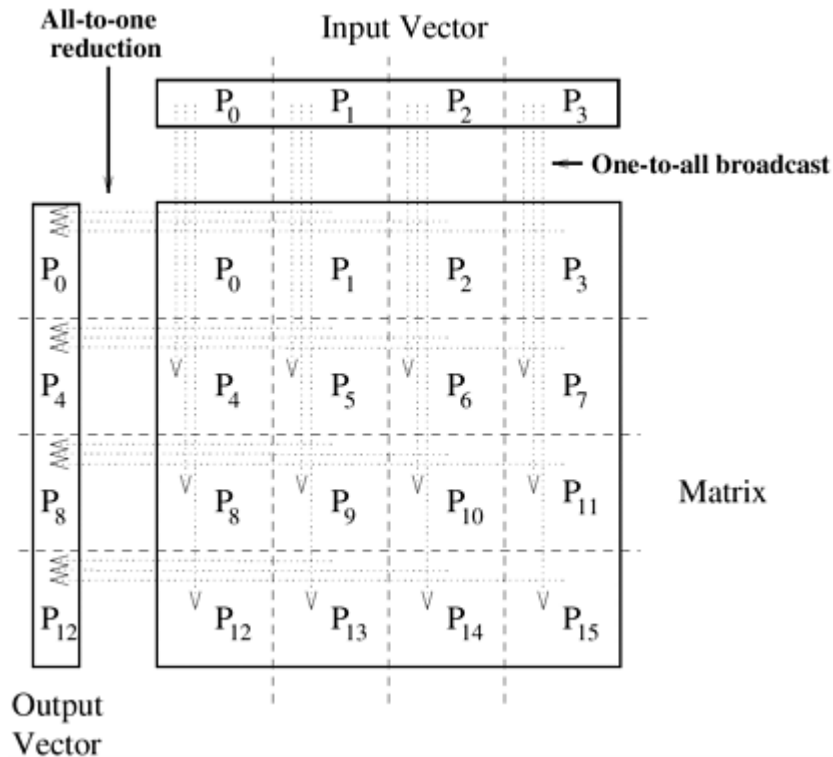 All-to-one
reduction
Input Vector
P0 P1 P2 P3
One-to-all broadcast
P0 P0 P1 P2 P3
P4 P4 P5 P6 P7
P8 P8 P9 P10 P11
Matrix
P12 P12 P13 P14 P15
Output
Vector